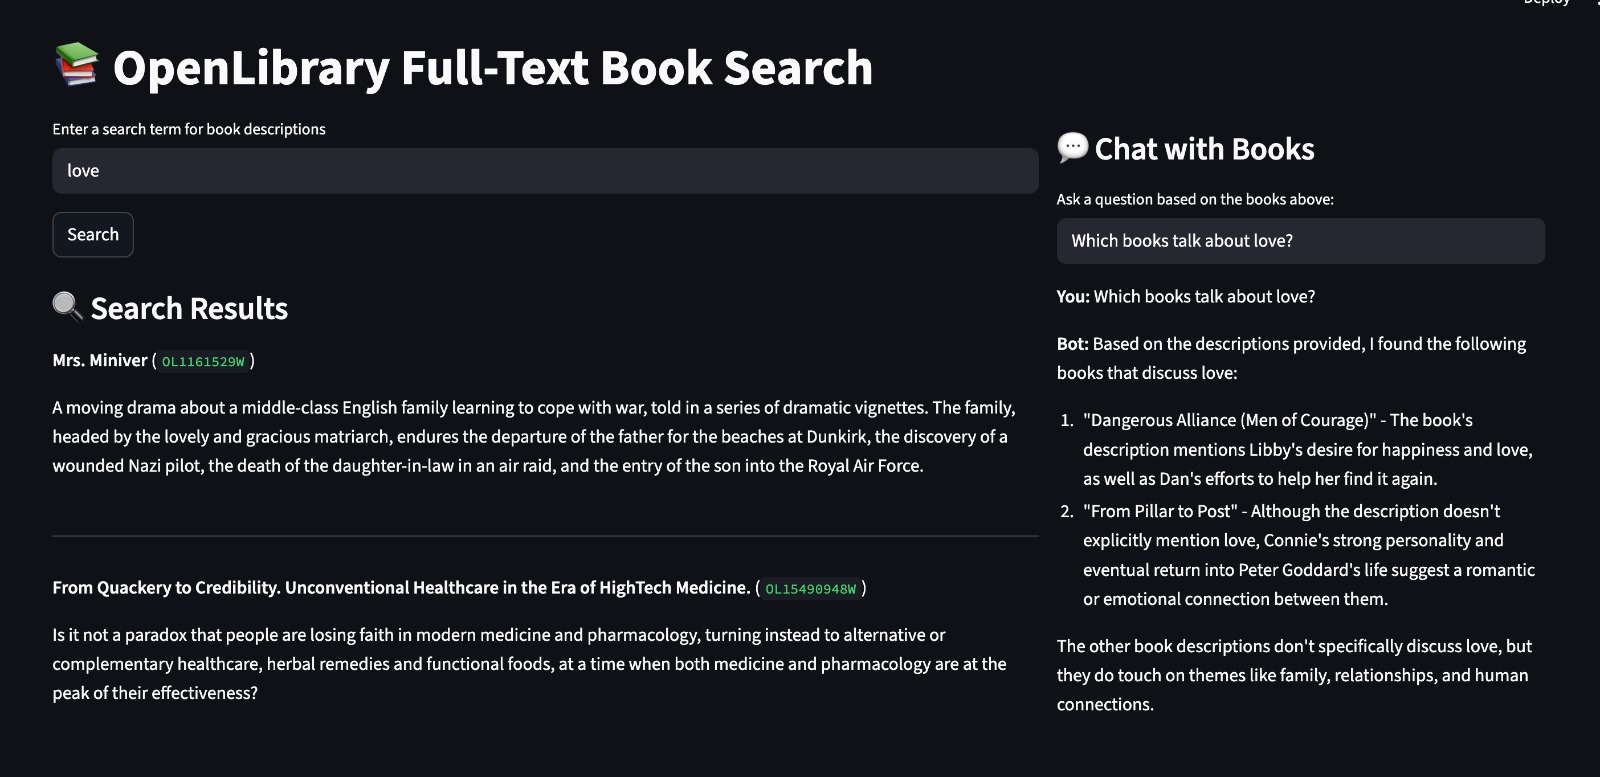 Deploy
📚 OpenLibrary Full-Text Book Search
Enter a search term for book descriptions
love
Search
🔍 Search Results
Mrs. Miniver ( OL1161529W )
A moving drama about a middle-class English family learning to cope with war, told in a series of dramatic vignettes. The family,
headed by the lovely and gracious matriarch, endures the departure of the father for the beaches at Dunkirk, the discovery of a
wounded Nazi pilot, the death of the daughter-in-law in an air raid, and the entry of the son into the Royal Air Force.
From Quackery to Credibility. Unconventional Healthcare in the Era of HighTech Medicine. ( OL15490948W )
Is it not a paradox that people are losing faith in modern medicine and pharmacology, turning instead to alternative or
complementary healthcare, herbal remedies and functional foods, at a time when both medicine and pharmacology are at the
peak of their effectiveness?
💬 Chat with Books
Ask a question based on the books above:
Which books talk about love?
You: Which books talk about love?
Bot: Based on the descriptions provided, I found the following
books that discuss love:
1. "Dangerous Alliance (Men of Courage)" - The book's
description mentions Libby's desire for happiness and love,
as well as Dan's efforts to help her find it again.
2. "From Pillar to Post" - Although the description doesn't
explicitly mention love, Connie's strong personality and
eventual return into Peter Goddard's life suggest a romantic
or emotional connection between them.
The other book descriptions don't specifically discuss love, but
they do touch on themes like family, relationships, and human
connections.